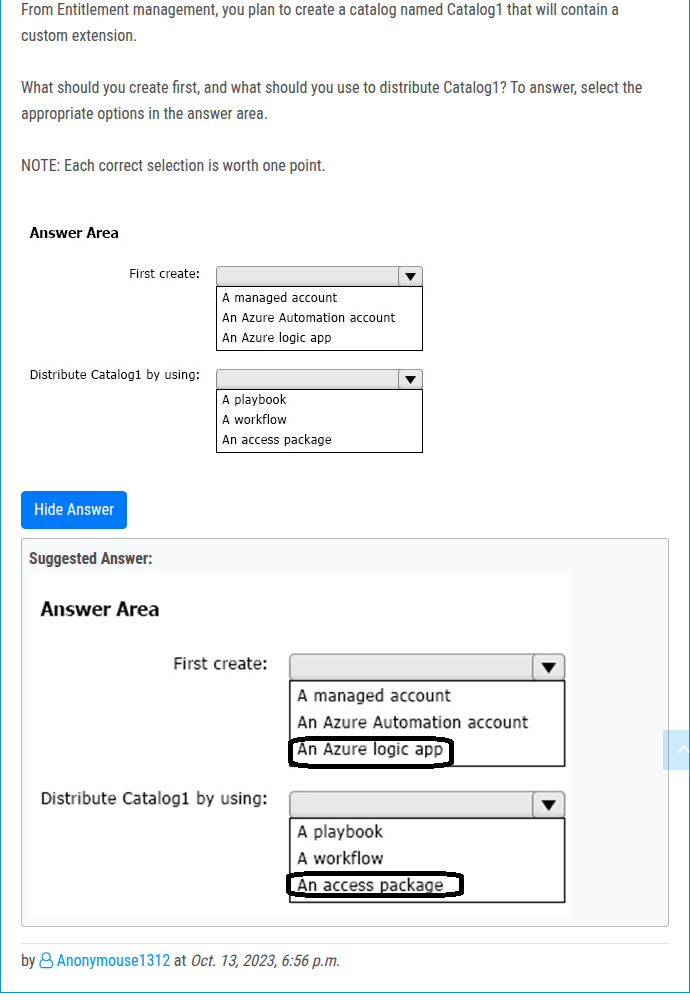 From Entitlement management, you plan to create a catalog named Catalog1 that will contain a
custom extension.
What should you create first, and what should you use to distribute Catalog1? To answer, select the
appropriate options in the answer area.
NOTE: Each correct selection is worth one point.
Answer Area
First create:
A managed account
An Azure Automation account
An Azure logic app
Distribute Catalog1 by using:
A playbook
A workflow
An access package
Hide Answer
Suggested Answer:
Answer Area
First create:
A managed account
An Azure Automation account
An Azure logic app
Distribute Catalog1 by using:
A playbook
A workflow
An access package
by Anonymouse1312 at Oct. 13, 2023, 6:56 p.m.